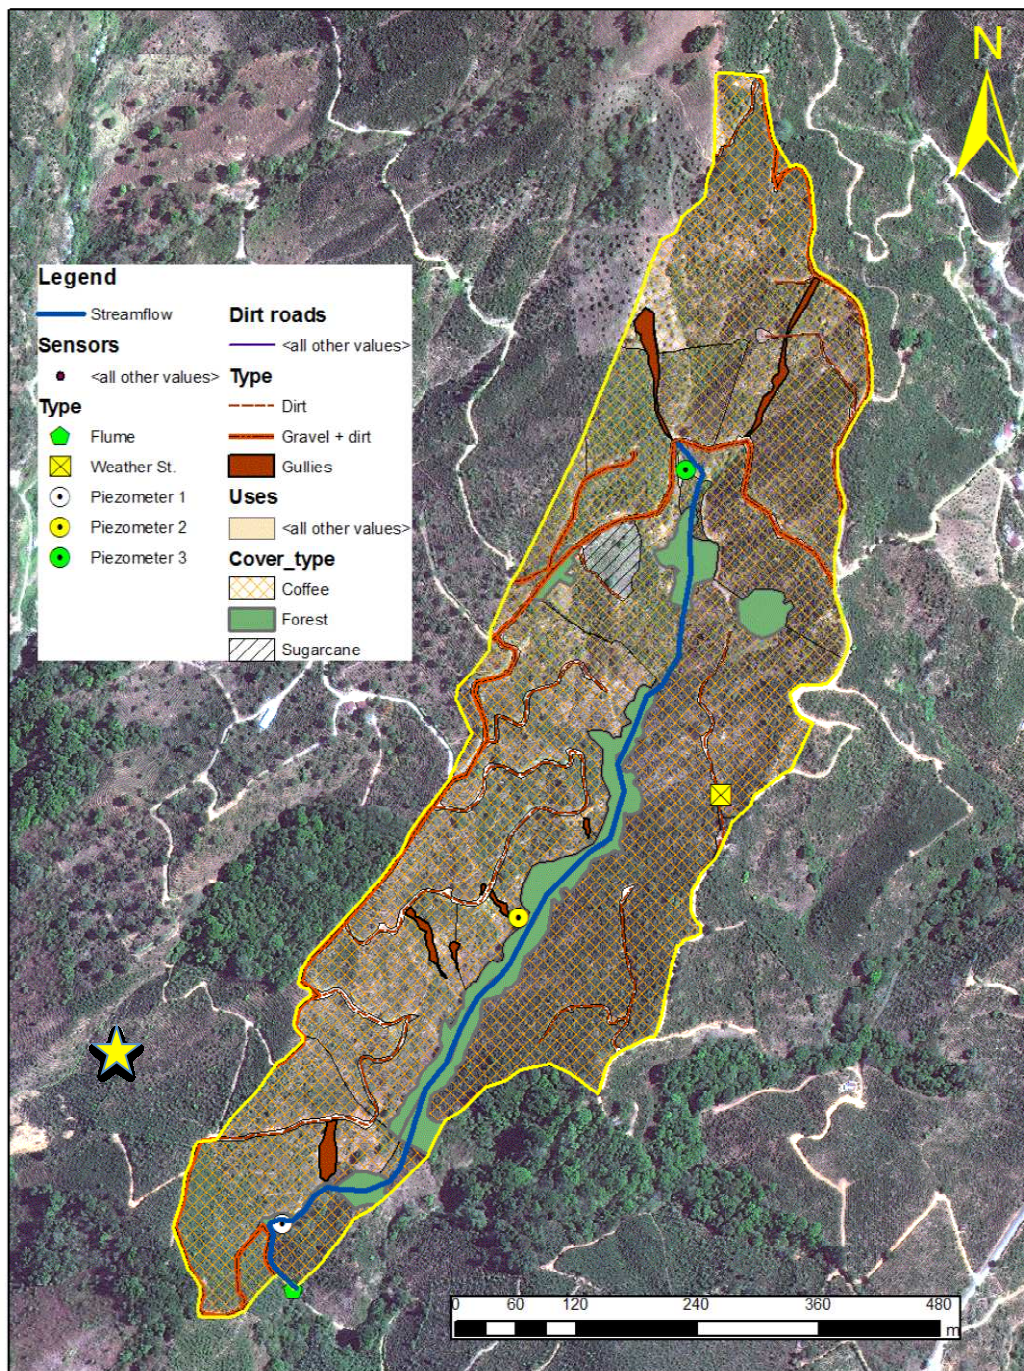 N
Legend
Streamflow
Sensors
<all other values>
Type
Flume
Weather St.
Piezometer 1
Piezometer 2
Piezometer 3
Dirt roads
<all other values>
Type
Dirt
Gravel + dirt
Gullies
Uses
<all other values>
Cover_type
Coffee
Forest
Sugarcane
0 60 120 240 360 480
m